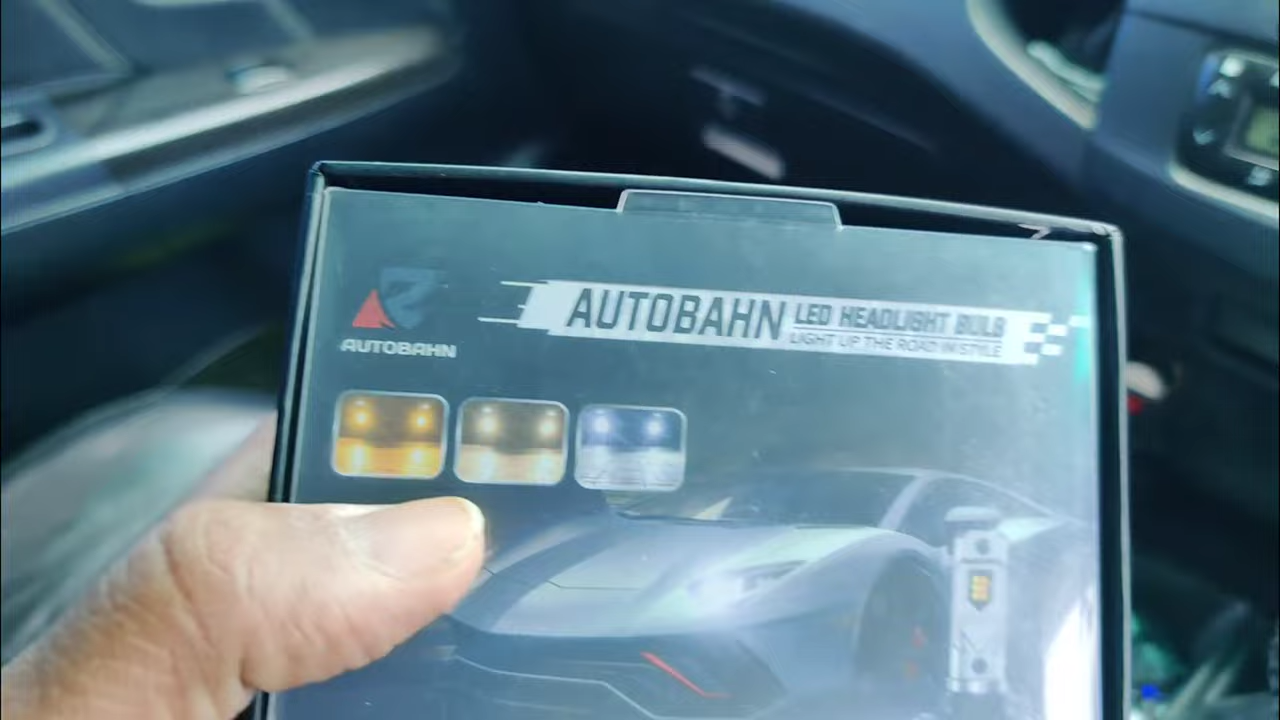 AUTOBAHN
AUTOBAHN LED HEADLIGHT BULB
LIGHT UP THE ROAD IN STYLE